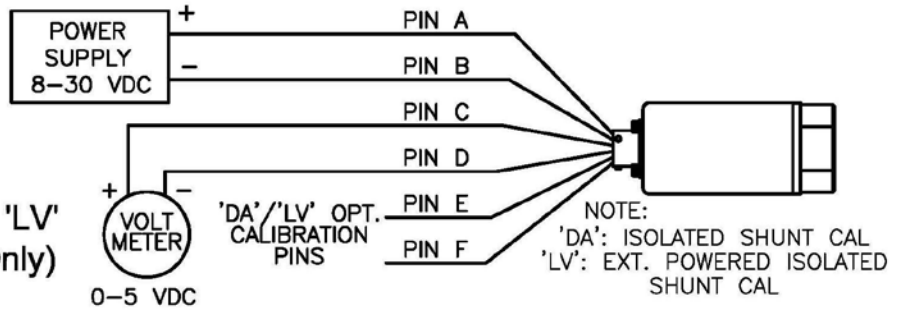 POWER
SUPPLY
8-30 VDC
+
-
PIN A
PIN B
PIN C
PIN D
PIN E
PIN F
'LV'
nly)
+
-
VOLT
METER
0-5 VDC
'DA'/'LV' OPT.
CALIBRATION
PINS
NOTE:
'DA': ISOLATED SHUNT CAL
'LV': EXT. POWERED ISOLATED
SHUNT CAL